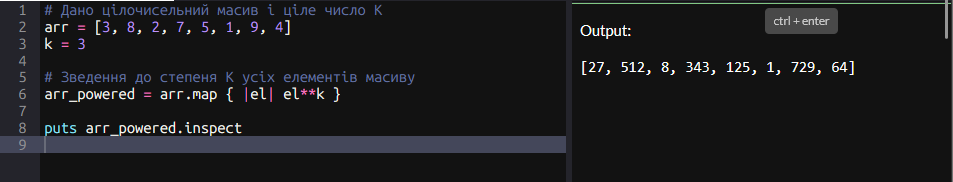 1 # Дано цілочисельний масив і ціле число K
2 arr = [3, 8, 2, 7, 5, 1, 9, 4]
3 k = 3
4
5 # Зведення до степеня K усіх елементів масиву
6 arr_powered = arr.map { |el| el**k }
7
8 puts arr_powered.inspect
9
ctrl + enter
Output:
[27, 512, 8, 343, 125, 1, 729, 64]